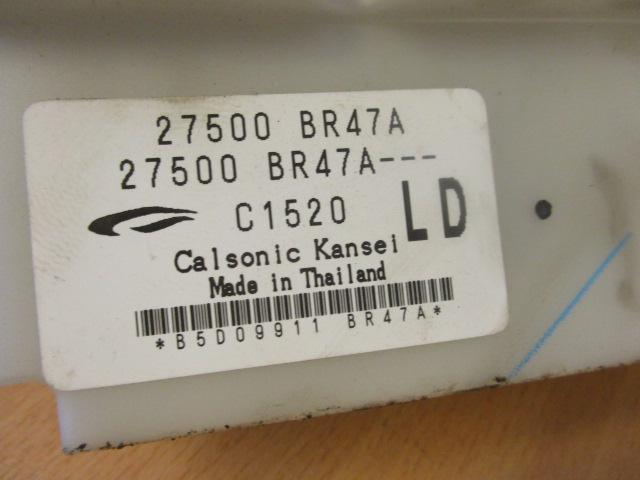 27500 BR47A
27500 BR47A---
C1520 LD
Calsonic Kansei
Made in Thailand
*B5D09911 BR47A*